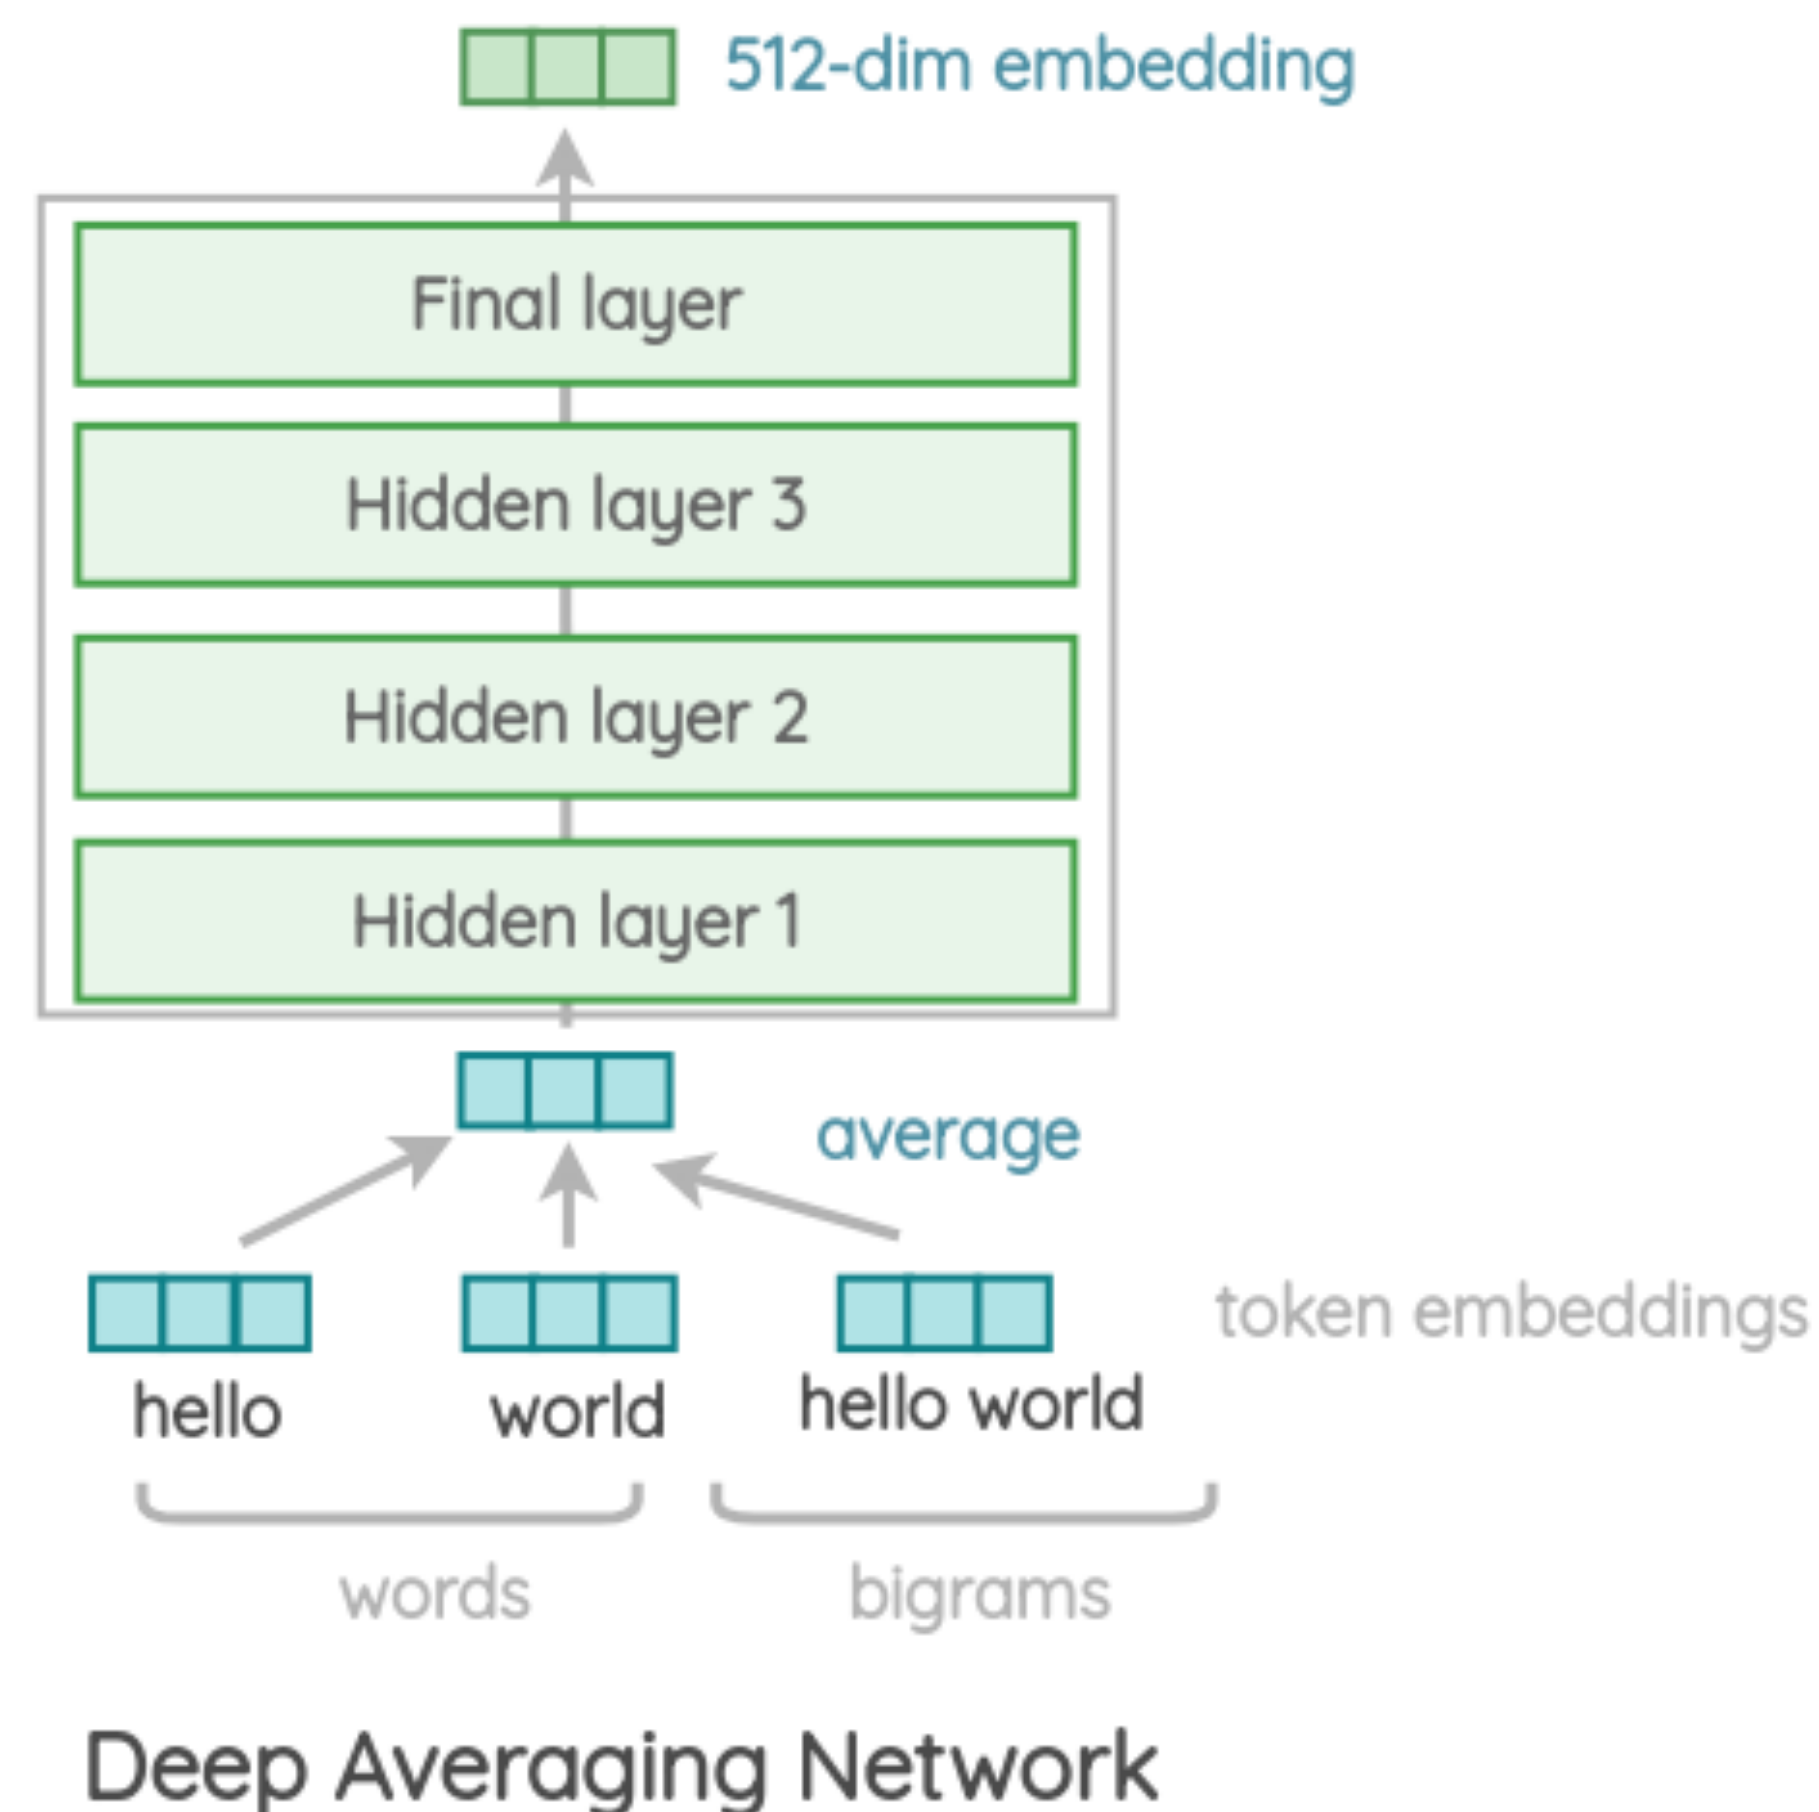 512-dim embedding
Final layer
Hidden layer 3
Hidden layer 2
Hidden layer 1
average
token embeddings
hello world hello world
words bigrams
Deep Averaging Network